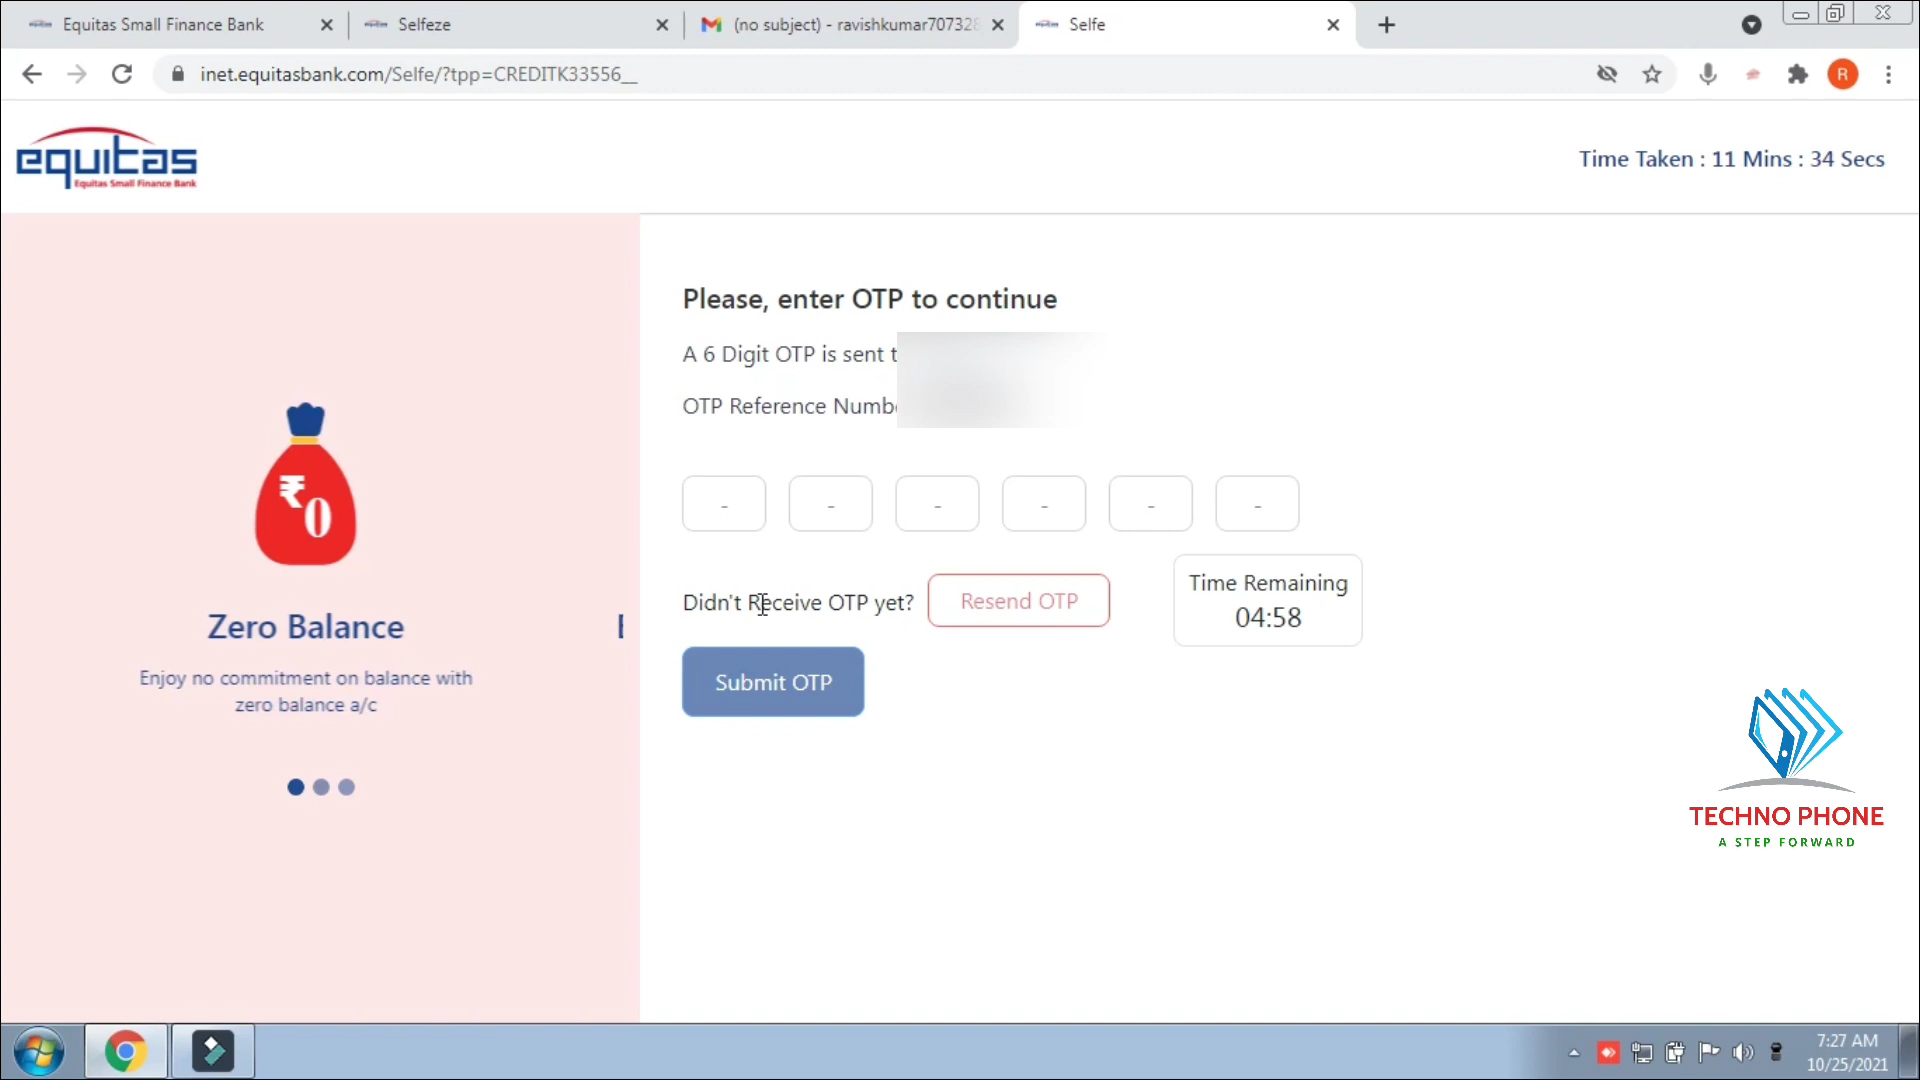 Equitas Small Finance Bank
Selfeze
(no subject) - ravishkumar70732
Selfe
inet.equitasbank.com/Selfe/?tpp=CREDITK33556__
R
equitas
Equitas Small Finance Bank
Time Taken : 11 Mins : 34 Secs
Please, enter OTP to continue
A 6 Digit OTP is sent t
OTP Reference Numb
- - - - - -
Didn't Receive OTP yet?
Resend OTP
Time Remaining
04:58
Submit OTP
₹0
Zero Balance
Enjoy no commitment on balance with
zero balance a/c
TECHNO PHONE
A STEP FORWARD
7:27 AM
10/25/2021